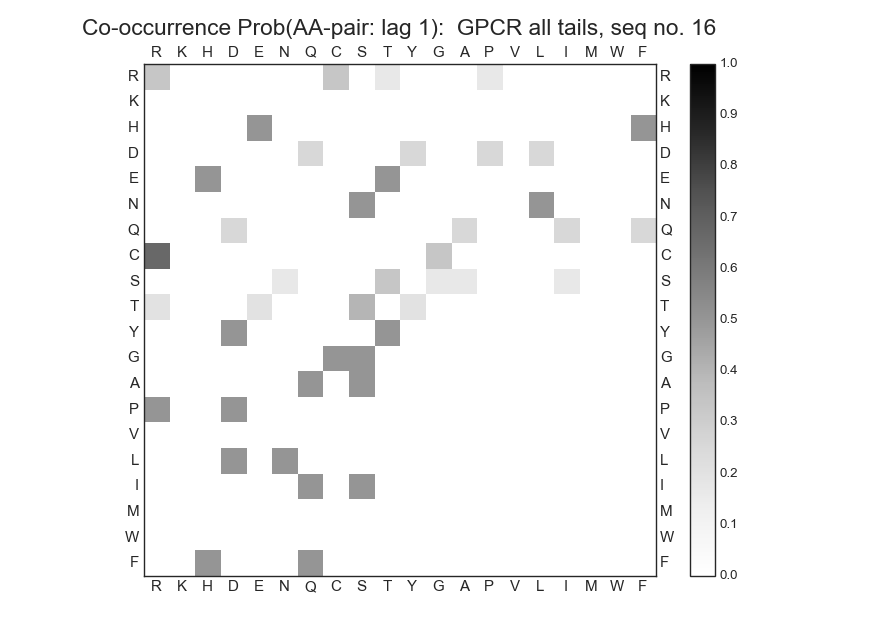 Co-occurrence Prob(AA-pair: lag 1):  GPCR all tails, seq no. 16
R K H D E N Q C S T Y G A P V L I M W F
1.0
R R
K K
0.9
H H
D D
0.8
E E
0.7
N N
Q Q
0.6
C C
S S
0.5
T T
Y Y
0.4
G G
A A
0.3
P P
V V
0.2
L L
I I
0.1
M M
W W
F F
0.0
R K H D E N Q C S T Y G A P V L I M W F